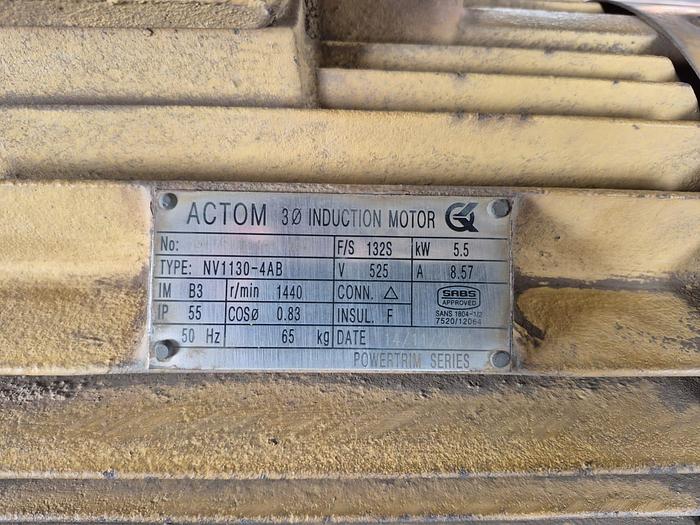 ACTOM 3Ø INDUCTION MOTOR
No: F/S 132S kW 5.5
TYPE: NV1130-4AB V 525 A 8.57
IM B3 r/min 1440 CONN. △
IP 55 COSØ 0.83 INSUL. F
SABS
APPROVED
SANS 1804-1/2
7520/12064
50 Hz 65 kg DATE
POWERTRIM SERIES